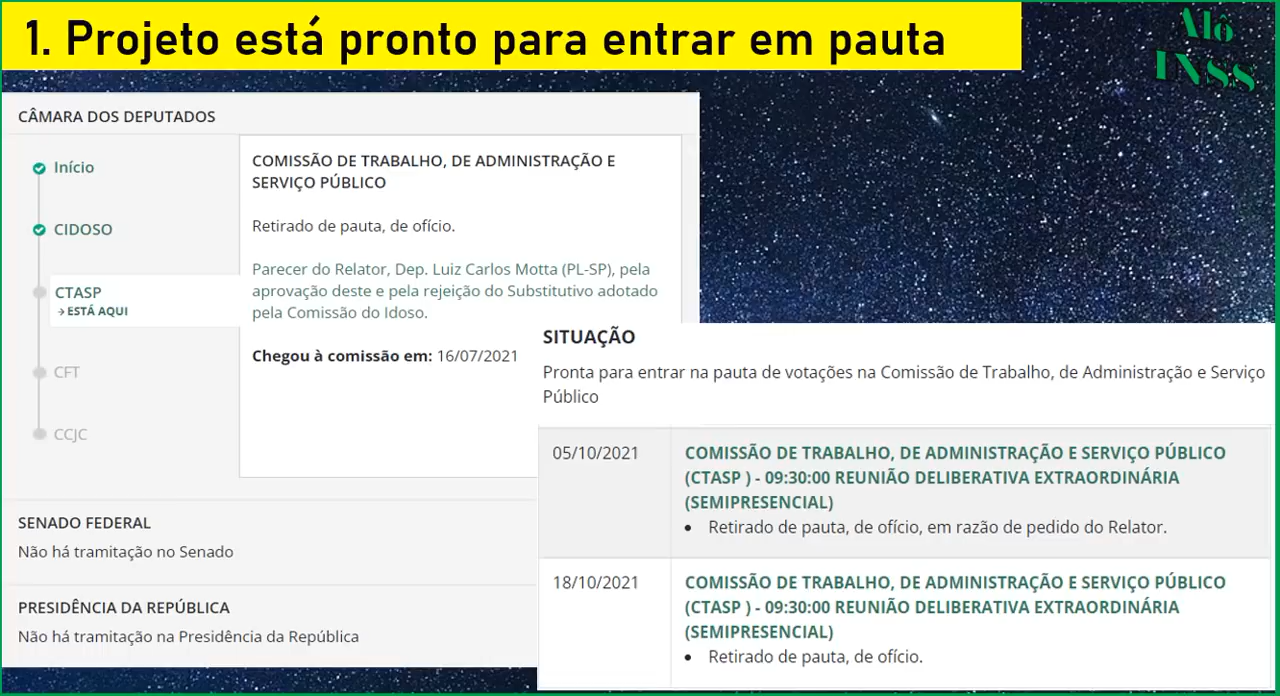 1. Projeto está pronto para entrar em pauta
Alô
INSS
CÂMARA DOS DEPUTADOS
Início
CIDOSO
CTASP
→ ESTÁ AQUI
CFT
CCJC
COMISSÃO DE TRABALHO, DE ADMINISTRAÇÃO E
SERVIÇO PÚBLICO
Retirado de pauta, de ofício.
Parecer do Relator, Dep. Luiz Carlos Motta (PL-SP), pela
aprovação deste e pela rejeição do Substitutivo adotado
pela Comissão do Idoso.
Chegou à comissão em: 16/07/2021
SENADO FEDERAL
Não há tramitação no Senado
PRESIDÊNCIA DA REPÚBLICA
Não há tramitação na Presidência da República
SITUAÇÃO
Pronta para entrar na pauta de votações na Comissão de Trabalho, de Administração e Serviço
Público
05/10/2021
COMISSÃO DE TRABALHO, DE ADMINISTRAÇÃO E SERVIÇO PÚBLICO
(CTASP ) - 09:30:00 REUNIÃO DELIBERATIVA EXTRAORDINÁRIA
(SEMIPRESENCIAL)
• Retirado de pauta, de ofício, em razão de pedido do Relator.
18/10/2021
COMISSÃO DE TRABALHO, DE ADMINISTRAÇÃO E SERVIÇO PÚBLICO
(CTASP ) - 09:30:00 REUNIÃO DELIBERATIVA EXTRAORDINÁRIA
(SEMIPRESENCIAL)
• Retirado de pauta, de ofício.